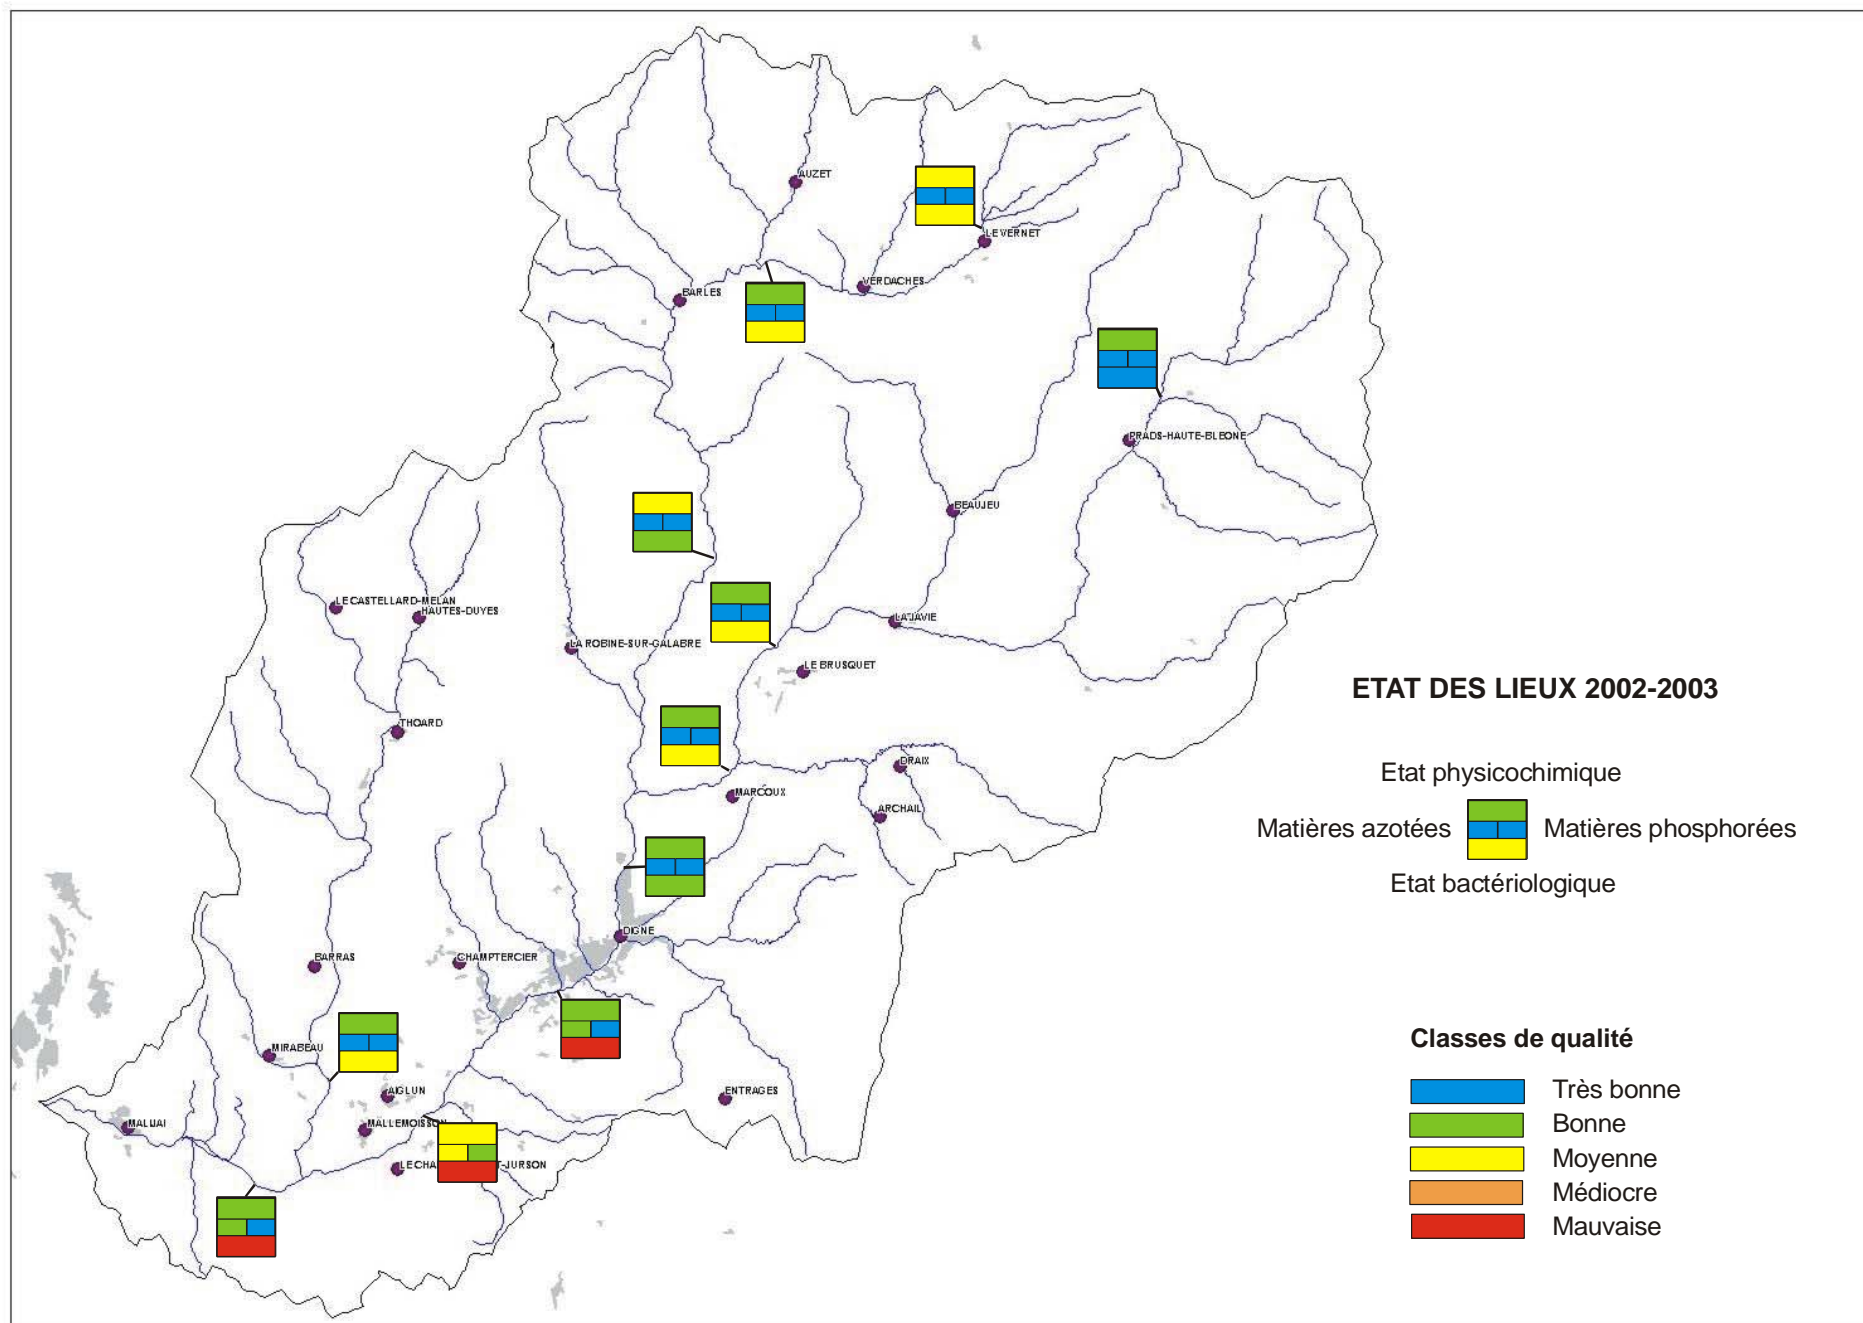 AUZET
LE VERNET
VERDACHES
BARLES
PRADS-HAUTE-BLEONE
BEAUJEU
LE CASTELLARD-MELAN
HAUTES-DUYES
LA JAVIE
LA ROBINE-SUR-GALABRE
LE BRUSQUET
ETAT DES LIEUX 2002-2003
THOARD
DRAIX
Etat physicochimique
MARCOUX
ARCHAIL
Matières azotées
Matières phosphorées
Etat bactériologique
DIGNE
BARRAS
CHAMPTERCIER
MIRABEAU
AIGLUN
ENTRAGES
MALIJAI
MALLEMOISSON
LE CHA
T-JURSON
Classes de qualité
Très bonne
Bonne
Moyenne
Médiocre
Mauvaise